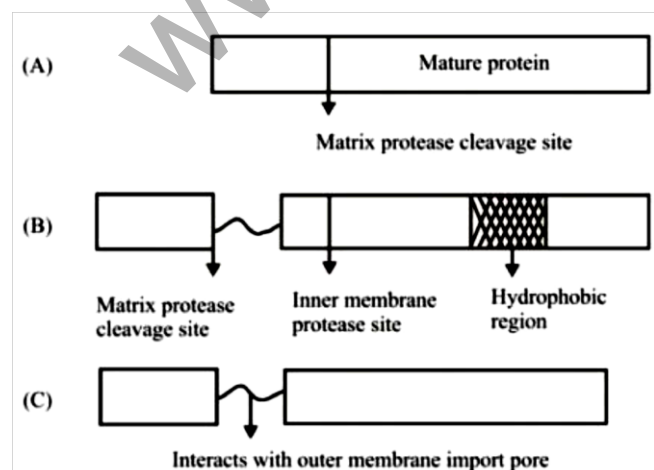 (A)
Mature protein
Matrix protease cleavage site
(B)
Matrix protease
cleavage site
Inner membrane
protease site
Hydrophobic
region
(C)
Interacts with outer membrane import pore